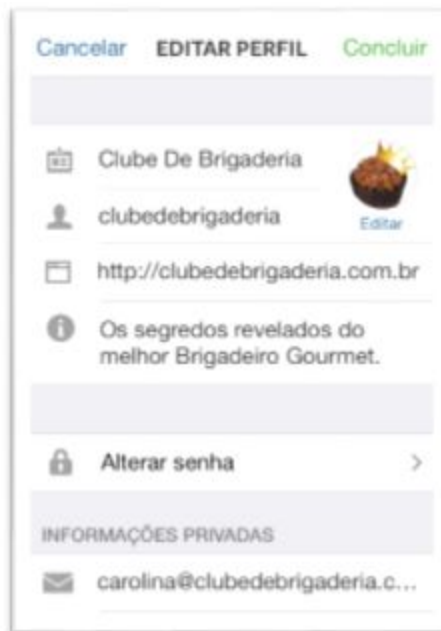 Cancelar EDITAR PERFIL Concluir
Clube De Brigaderia
clubedebrigaderia
Editar
http://clubedebrigaderia.com.br
Os segredos revelados do
melhor Brigadeiro Gourmet.
Alterar senha
INFORMAÇÕES PRIVADAS
carolina@clubedebrigaderia.c...